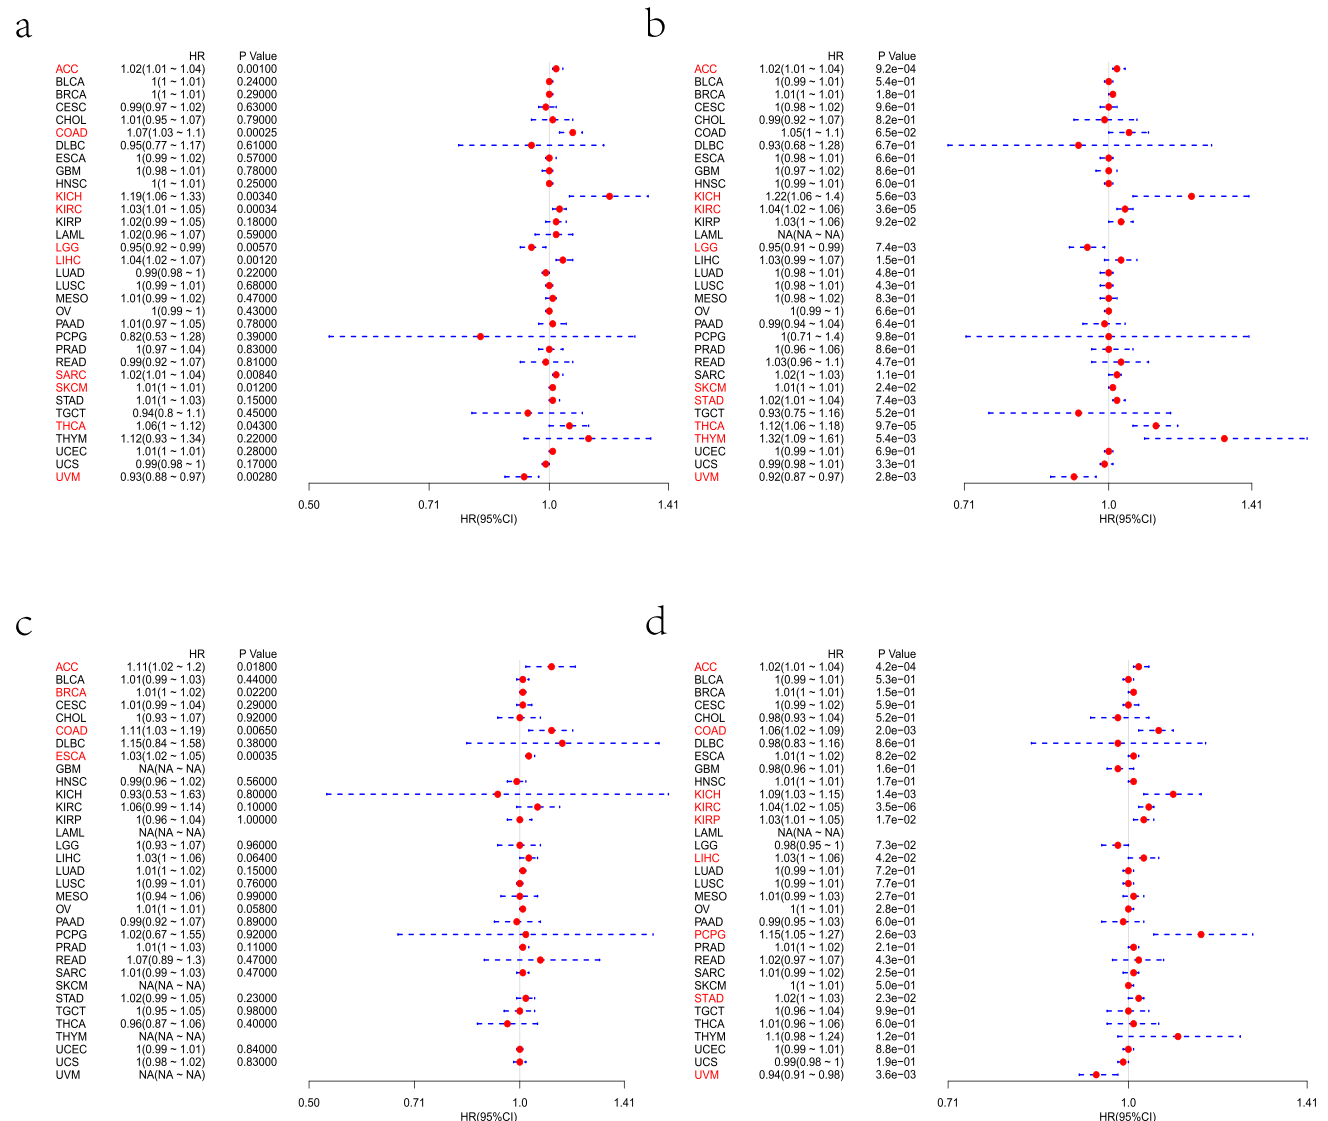 a
HR P Value
ACC 1.02(1.01 ~ 1.04) 0.00100
BLCA 1(1 ~ 1.01) 0.24000
BRCA 1(1 ~ 1.01) 0.29000
CESC 0.99(0.97 ~ 1.02) 0.63000
CHOL 1.01(0.95 ~ 1.07) 0.79000
COAD 1.07(1.03 ~ 1.1) 0.00025
DLBC 0.95(0.77 ~ 1.17) 0.61000
ESCA 1(0.99 ~ 1.02) 0.57000
GBM 1(0.98 ~ 1.01) 0.78000
HNSC 1(1 ~ 1.01) 0.25000
KICH 1.19(1.06 ~ 1.33) 0.00340
KIRC 1.03(1.01 ~ 1.05) 0.00034
KIRP 1.02(0.99 ~ 1.05) 0.18000
LAML 1.02(0.96 ~ 1.07) 0.59000
LGG 0.95(0.92 ~ 0.99) 0.00570
LIHC 1.04(1.02 ~ 1.07) 0.00120
LUAD 0.99(0.98 ~ 1) 0.22000
LUSC 1(0.99 ~ 1.01) 0.68000
MESO 1.01(0.99 ~ 1.02) 0.47000
OV 1(0.99 ~ 1) 0.43000
PAAD 1.01(0.97 ~ 1.05) 0.78000
PCPG 0.82(0.53 ~ 1.28) 0.39000
PRAD 1(0.97 ~ 1.04) 0.83000
READ 0.99(0.92 ~ 1.07) 0.81000
SARC 1.02(1.01 ~ 1.04) 0.00840
SKCM 1.01(1 ~ 1.01) 0.01200
STAD 1.01(1 ~ 1.03) 0.15000
TGCT 0.94(0.8 ~ 1.1) 0.45000
THCA 1.06(1 ~ 1.12) 0.04300
THYM 1.12(0.93 ~ 1.34) 0.22000
UCEC 1.01(1 ~ 1.01) 0.28000
UCS 0.99(0.98 ~ 1) 0.17000
UVM 0.93(0.88 ~ 0.97) 0.00280
0.50 0.71 1.0 1.41
HR(95%CI)
b
HR P Value
ACC 1.02(1.01 ~ 1.04) 9.2e−04
BLCA 1(0.99 ~ 1.01) 5.4e−01
BRCA 1.01(1 ~ 1.01) 1.8e−01
CESC 1(0.98 ~ 1.02) 9.6e−01
CHOL 0.99(0.92 ~ 1.07) 8.2e−01
COAD 1.05(1 ~ 1.1) 6.5e−02
DLBC 0.93(0.68 ~ 1.28) 6.7e−01
ESCA 1(0.98 ~ 1.01) 6.6e−01
GBM 1(0.97 ~ 1.02) 8.6e−01
HNSC 1(0.99 ~ 1.01) 6.0e−01
KICH 1.22(1.06 ~ 1.4) 5.6e−03
KIRC 1.04(1.02 ~ 1.06) 3.6e−05
KIRP 1.03(1 ~ 1.06) 9.2e−02
LAML NA(NA ~ NA)
LGG 0.95(0.91 ~ 0.99) 7.4e−03
LIHC 1.03(0.99 ~ 1.07) 1.5e−01
LUAD 1(0.98 ~ 1.01) 4.8e−01
LUSC 1(0.98 ~ 1.01) 4.3e−01
MESO 1(0.98 ~ 1.02) 8.3e−01
OV 1(0.99 ~ 1) 6.6e−01
PAAD 0.99(0.94 ~ 1.04) 6.4e−01
PCPG 1(0.71 ~ 1.4) 9.8e−01
PRAD 1(0.96 ~ 1.06) 8.6e−01
READ 1.03(0.96 ~ 1.1) 4.7e−01
SARC 1.02(1 ~ 1.03) 1.1e−01
SKCM 1.01(1 ~ 1.01) 2.4e−02
STAD 1.02(1.01 ~ 1.04) 7.4e−03
TGCT 0.93(0.75 ~ 1.16) 5.2e−01
THCA 1.12(1.06 ~ 1.18) 9.7e−05
THYM 1.32(1.09 ~ 1.61) 5.4e−03
UCEC 1(0.99 ~ 1.01) 6.9e−01
UCS 0.99(0.98 ~ 1.01) 3.3e−01
UVM 0.92(0.87 ~ 0.97) 2.8e−03
0.71 1.0 1.41
HR(95%CI)
c
HR P Value
ACC 1.11(1.02 ~ 1.2) 0.01800
BLCA 1.01(0.99 ~ 1.03) 0.44000
BRCA 1.01(1 ~ 1.02) 0.02200
CESC 1.01(0.99 ~ 1.04) 0.29000
CHOL 1(0.93 ~ 1.07) 0.92000
COAD 1.11(1.03 ~ 1.19) 0.00650
DLBC 1.15(0.84 ~ 1.58) 0.38000
ESCA 1.03(1.02 ~ 1.05) 0.00035
GBM NA(NA ~ NA)
HNSC 0.99(0.96 ~ 1.02) 0.56000
KICH 0.93(0.53 ~ 1.63) 0.80000
KIRC 1.06(0.99 ~ 1.14) 0.10000
KIRP 1(0.96 ~ 1.04) 1.00000
LAML NA(NA ~ NA)
LGG 1(0.93 ~ 1.07) 0.96000
LIHC 1.03(1 ~ 1.06) 0.06400
LUAD 1.01(1 ~ 1.02) 0.15000
LUSC 1(0.99 ~ 1.01) 0.76000
MESO 1(0.94 ~ 1.06) 0.99000
OV 1.01(1 ~ 1.01) 0.05800
PAAD 0.99(0.92 ~ 1.07) 0.89000
PCPG 1.02(0.67 ~ 1.55) 0.92000
PRAD 1.01(1 ~ 1.03) 0.11000
READ 1.07(0.89 ~ 1.3) 0.47000
SARC 1.01(0.99 ~ 1.03) 0.47000
SKCM NA(NA ~ NA)
STAD 1.02(0.99 ~ 1.05) 0.23000
TGCT 1(0.95 ~ 1.05) 0.98000
THCA 0.96(0.87 ~ 1.06) 0.40000
THYM NA(NA ~ NA)
UCEC 1(0.99 ~ 1.01) 0.84000
UCS 1(0.98 ~ 1.02) 0.83000
UVM NA(NA ~ NA)
0.50 0.71 1.0 1.41
HR(95%CI)
d
HR P Value
ACC 1.02(1.01 ~ 1.04) 4.2e−04
BLCA 1(0.99 ~ 1.01) 5.3e−01
BRCA 1.01(1 ~ 1.01) 1.5e−01
CESC 1(0.99 ~ 1.02) 5.9e−01
CHOL 0.98(0.93 ~ 1.04) 5.2e−01
COAD 1.06(1.02 ~ 1.09) 2.0e−03
DLBC 0.98(0.83 ~ 1.16) 8.6e−01
ESCA 1.01(1 ~ 1.02) 8.2e−02
GBM 0.98(0.96 ~ 1.01) 1.6e−01
HNSC 1.01(1 ~ 1.01) 1.7e−01
KICH 1.09(1.03 ~ 1.15) 1.4e−03
KIRC 1.04(1.02 ~ 1.05) 3.5e−06
KIRP 1.03(1.01 ~ 1.05) 1.7e−02
LAML NA(NA ~ NA)
LGG 0.98(0.95 ~ 1) 7.3e−02
LIHC 1.03(1 ~ 1.06) 4.2e−02
LUAD 1(0.99 ~ 1.01) 7.2e−01
LUSC 1(0.99 ~ 1.01) 7.7e−01
MESO 1.01(0.99 ~ 1.03) 2.7e−01
OV 1(1 ~ 1.01) 2.8e−01
PAAD 0.99(0.95 ~ 1.03) 6.0e−01
PCPG 1.15(1.05 ~ 1.27) 2.6e−03
PRAD 1.01(1 ~ 1.02) 2.1e−01
READ 1.02(0.97 ~ 1.07) 4.3e−01
SARC 1.01(0.99 ~ 1.02) 2.5e−01
SKCM 1(1 ~ 1.01) 5.0e−01
STAD 1.02(1 ~ 1.03) 2.3e−02
TGCT 1(0.96 ~ 1.04) 9.9e−01
THCA 1.01(0.96 ~ 1.06) 6.0e−01
THYM 1.1(0.98 ~ 1.24) 1.2e−01
UCEC 1(0.99 ~ 1.01) 8.8e−01
UCS 0.99(0.98 ~ 1) 1.9e−01
UVM 0.94(0.91 ~ 0.98) 3.6e−03
0.71 1.0 1.41
HR(95%CI)